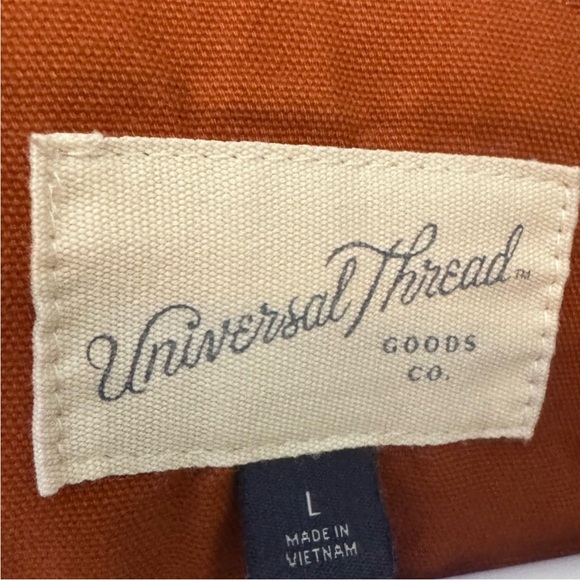 Universal Thread™
GOODS
CO.
L
MADE IN
VIETNAM